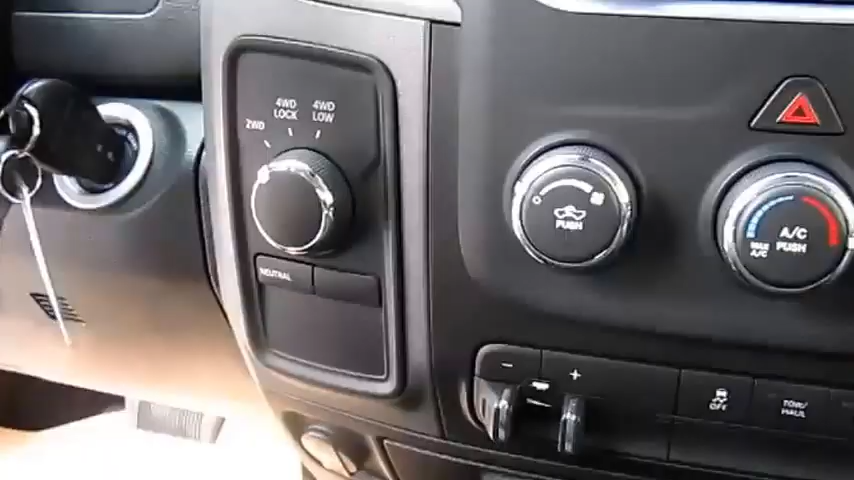 2WD
4WD
LOCK
4WD
LOW
NEUTRAL
PUSH
A/C
PUSH
MAX
A/C
- +
OFF
TOW/
HAUL